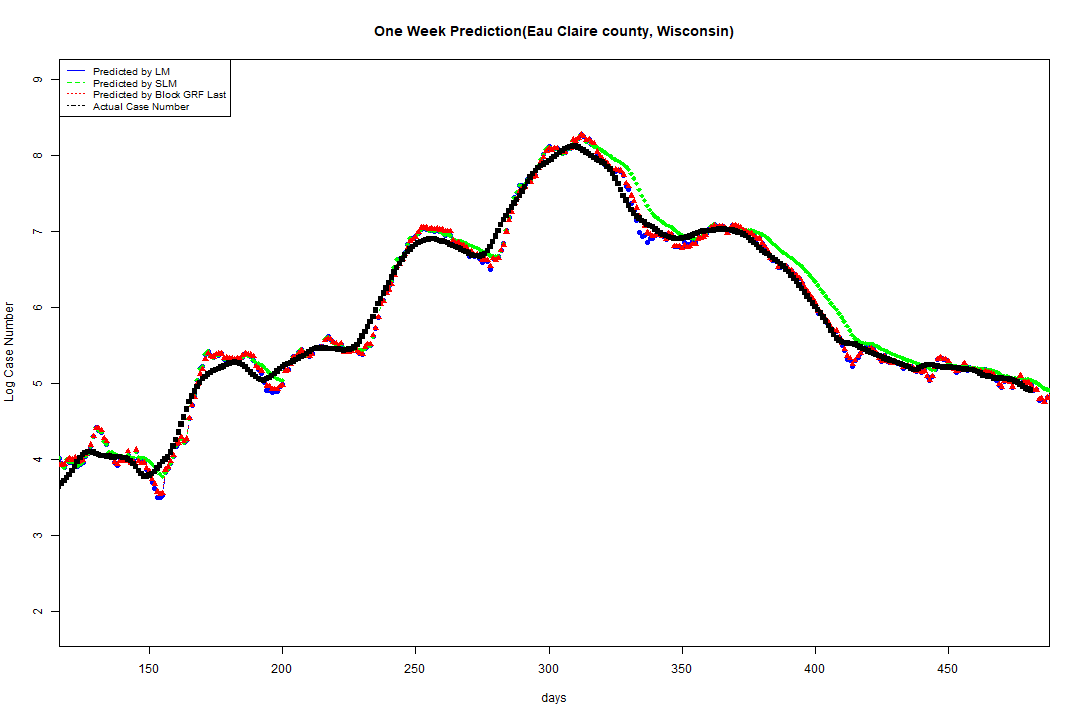 One Week Prediction(Eau Claire county, Wisconsin)
Predicted by LM
Predicted by SLM
Predicted by Block GRF Last
Actual Case Number
Log Case Number
9
8
7
6
5
4
3
2
150 200 250 300 350 400 450
days